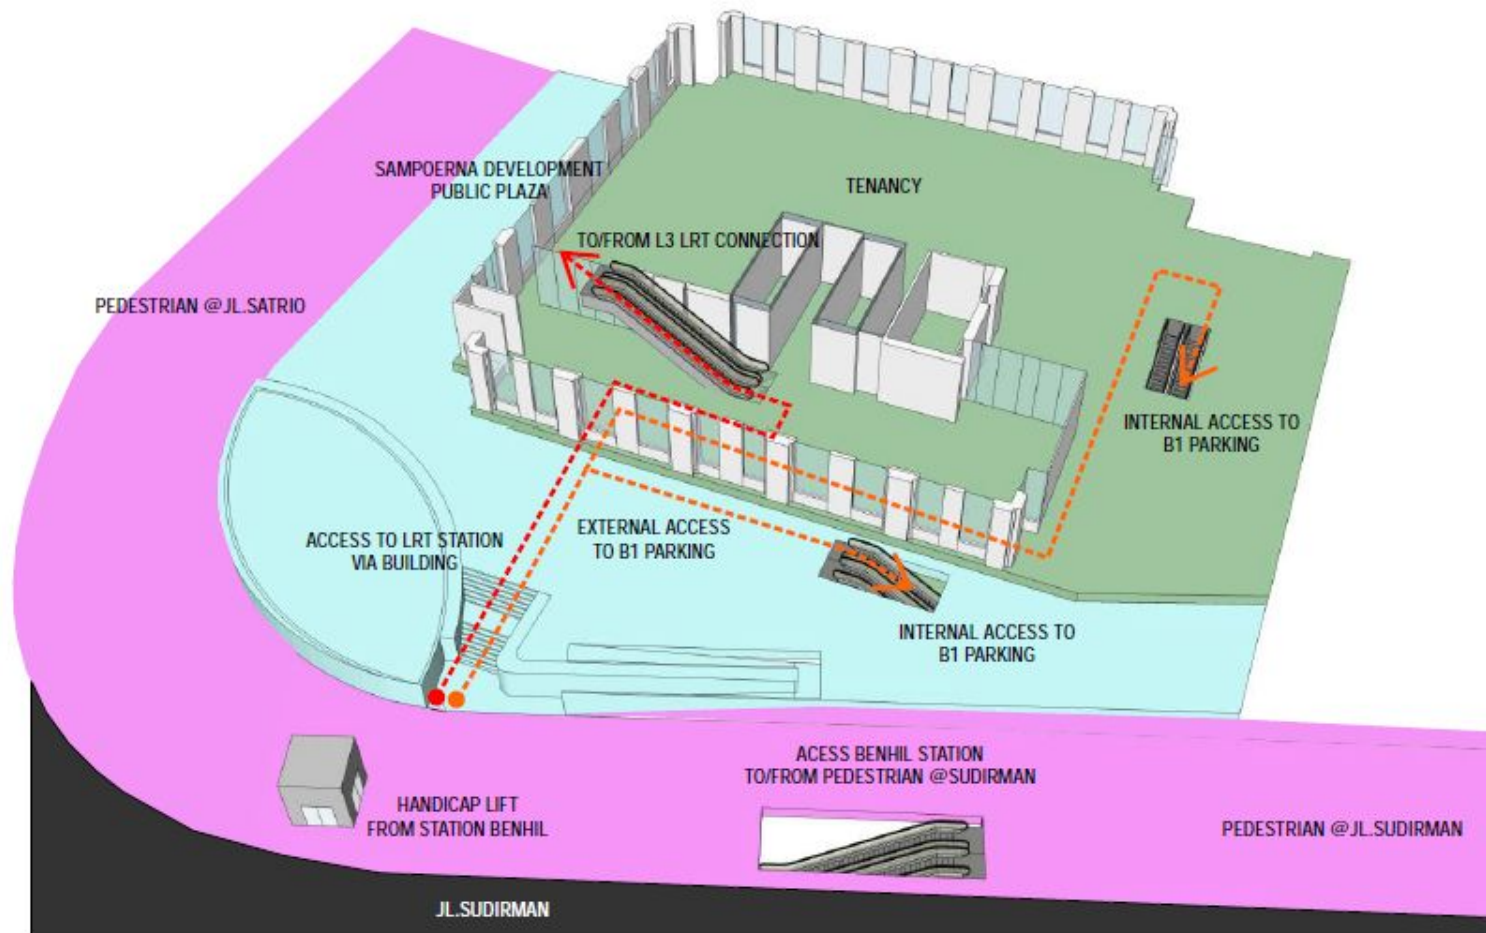 SAMPOERNA DEVELOPMENT
PUBLIC PLAZA
TENANCY
TO/FROM L3 LRT CONNECTION
PEDESTRIAN @JL.SATRIO
INTERNAL ACCESS TO
B1 PARKING
ACCESS TO LRT STATION
VIA BUILDING
EXTERNAL ACCESS
TO B1 PARKING
INTERNAL ACCESS TO
B1 PARKING
ACESS BENHIL STATION
TO/FROM PEDESTRIAN @SUDIRMAN
HANDICAP LIFT
FROM STATION BENHIL
PEDESTRIAN @JL.SUDIRMAN
JL.SUDIRMAN